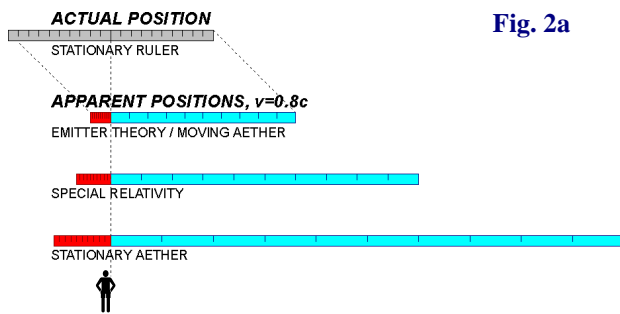 ACTUAL POSITION
Fig. 2a
STATIONARY RULER
APPARENT POSITIONS, v=0.8c
EMITTER THEORY / MOVING AETHER
SPECIAL RELATIVITY
STATIONARY AETHER